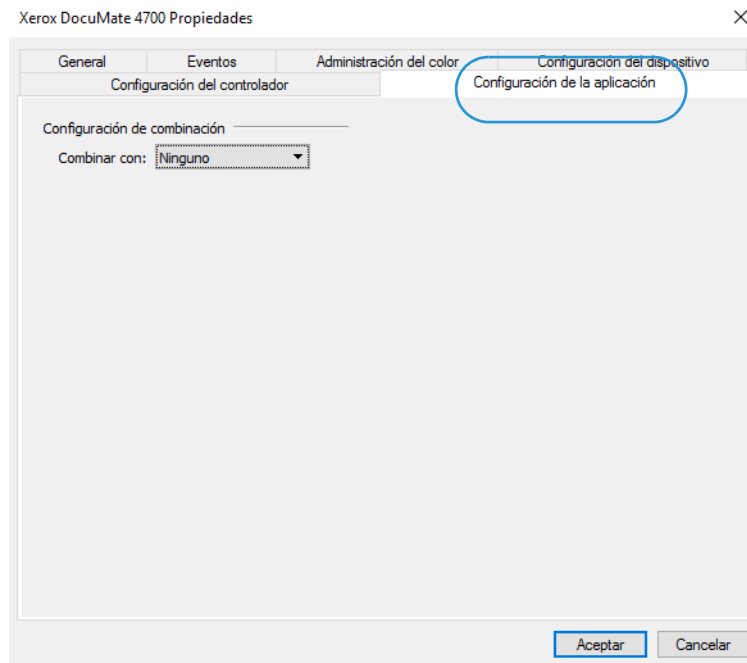 Xerox DocuMate 4700 Propiedades
General Eventos Administración del color Configuración del dispositivo
Configuración del controlador Configuración de la aplicación
Configuración de combinación
Combinar con: Ninguno
Aceptar Cancelar